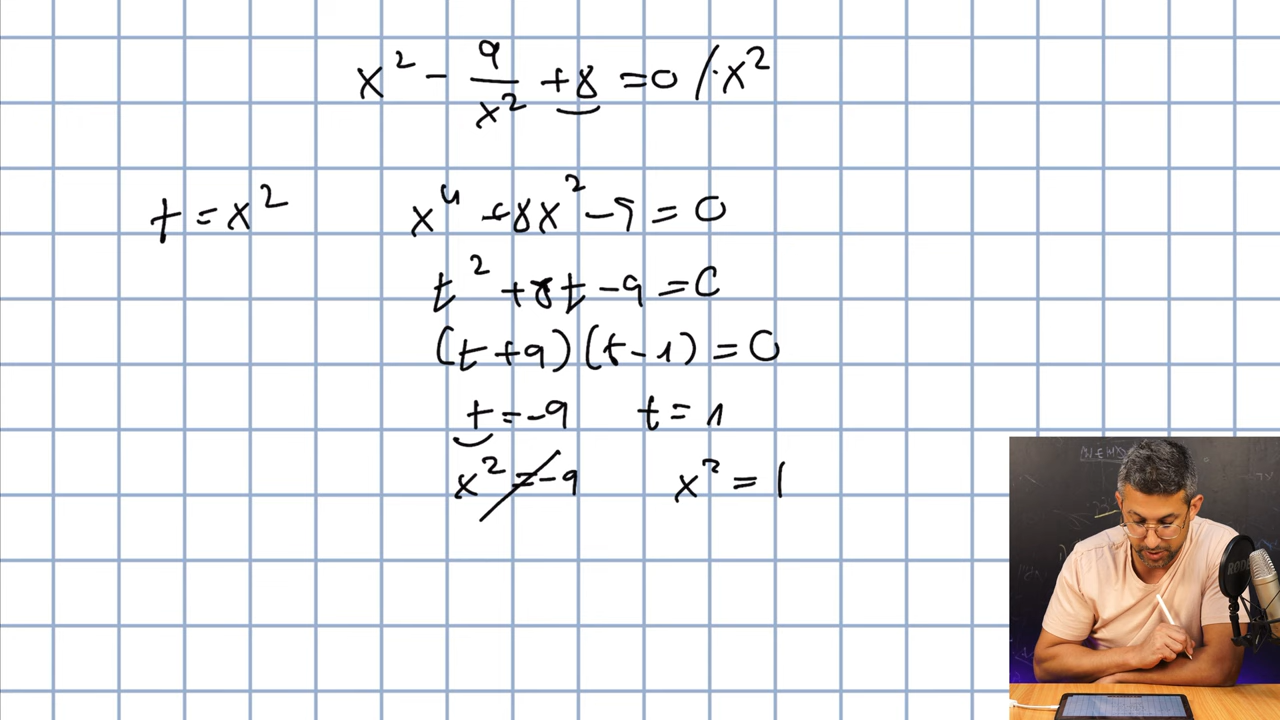 x² - 9/x² + 8 = 0 /·x²
t = x²
x⁴ + 8x² - 9 = 0
t² + 8t - 9 = 0
(t + 9)(t - 1) = 0
t = -9 t = 1
x² = -9 x² = 1
RODE